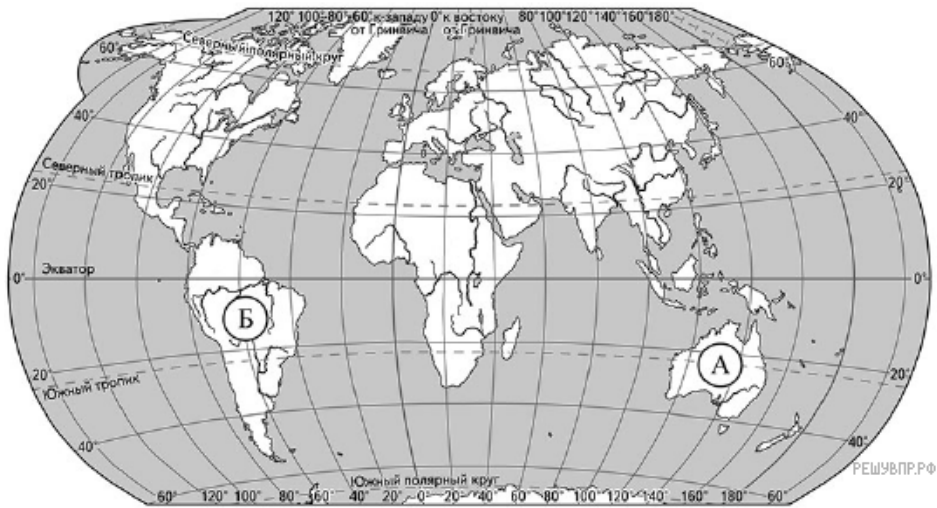 120° 100° 80° 60° к западу 0° к востоку 80° 100° 120° 140° 160° 180°
от Гринвича от Гринвича
Северный полярный круг
60° 60°
40° 40°
Северный тропик
20° 20°
Экватор
0° 0°
Б
А
20° 20°
Южный тропик
40° 40°
РЕШУВПР.РФ
Южный полярный круг
60° 120° 100° 80° 60° 40° 20° 0° 20° 40° 60° 80° 100° 120° 140° 160° 180° 60°